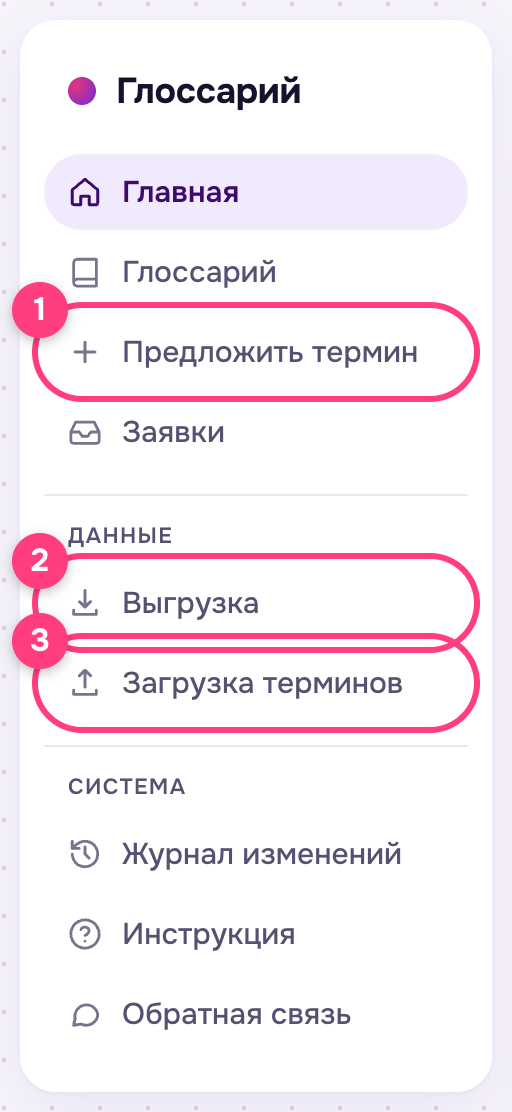 Глоссарий
Главная
Глоссарий
1
Предложить термин
Заявки
ДАННЫЕ
2
Выгрузка
3
Загрузка терминов
СИСТЕМА
Журнал изменений
Инструкция
Обратная связь